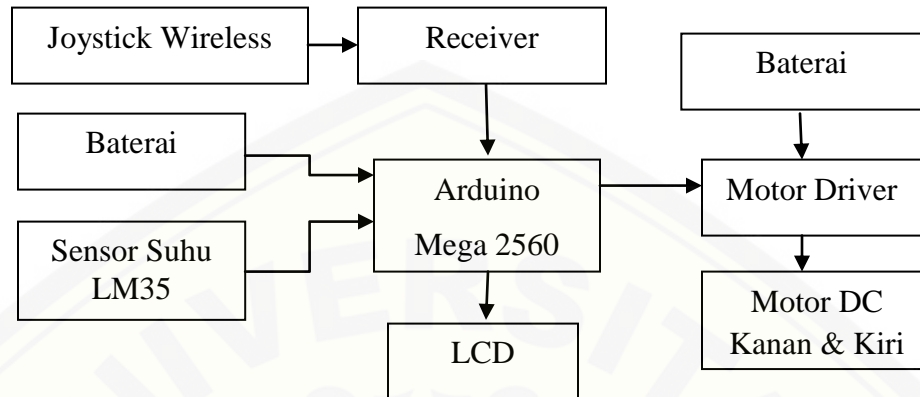 Joystick Wireless
Receiver
Baterai
Baterai
Arduino
Mega 2560
Motor Driver
Sensor Suhu
LM35
Motor DC
Kanan & Kiri
LCD